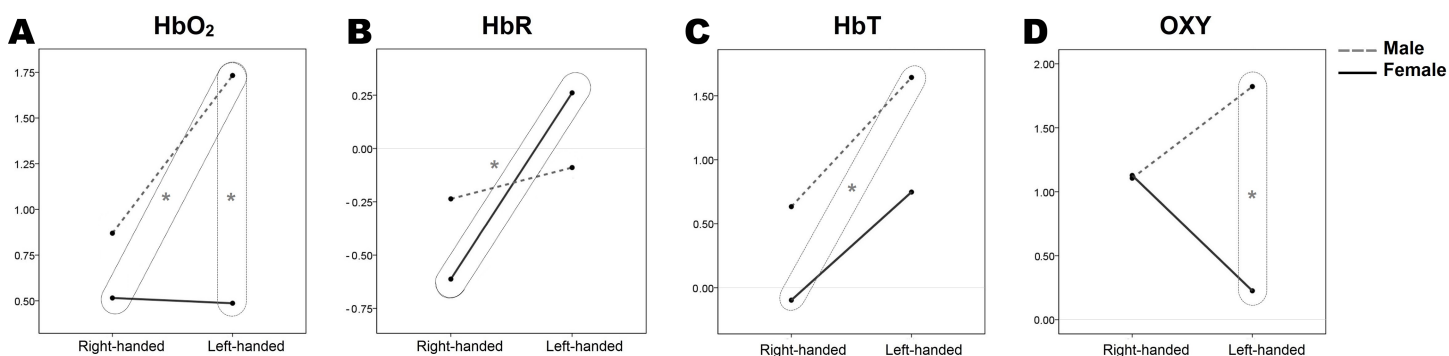 A HbO₂
1.75
1.50
1.25
1.00
0.75
0.50
* *
Right-handed Left-handed
B HbR
0.25
0.00
-0.25
-0.50
-0.75
*
Right-handed Left-handed
C HbT
1.50
1.00
0.50
0.00
*
Right-handed Left-handed
D OXY
2.00
1.50
1.00
0.50
0.00
*
Right-handed Left-handed
Male
Female